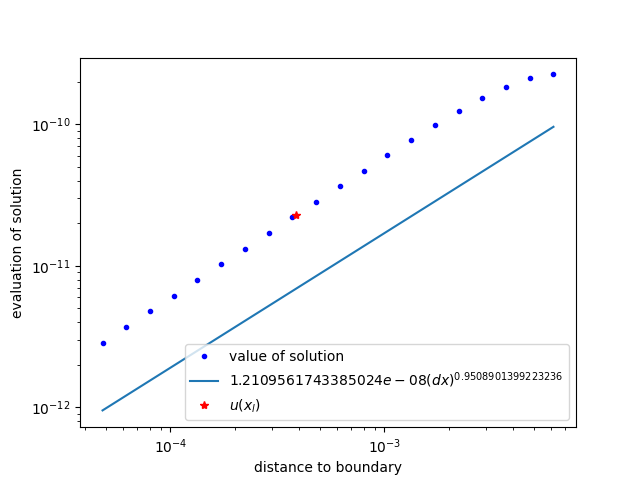 10⁻¹⁰
10⁻¹¹
10⁻¹²
evaluation of solution
value of solution
1.2109561743385024e − 08(dx)^0.9508901399223236
u(x_l)
10⁻⁴ 10⁻³
distance to boundary